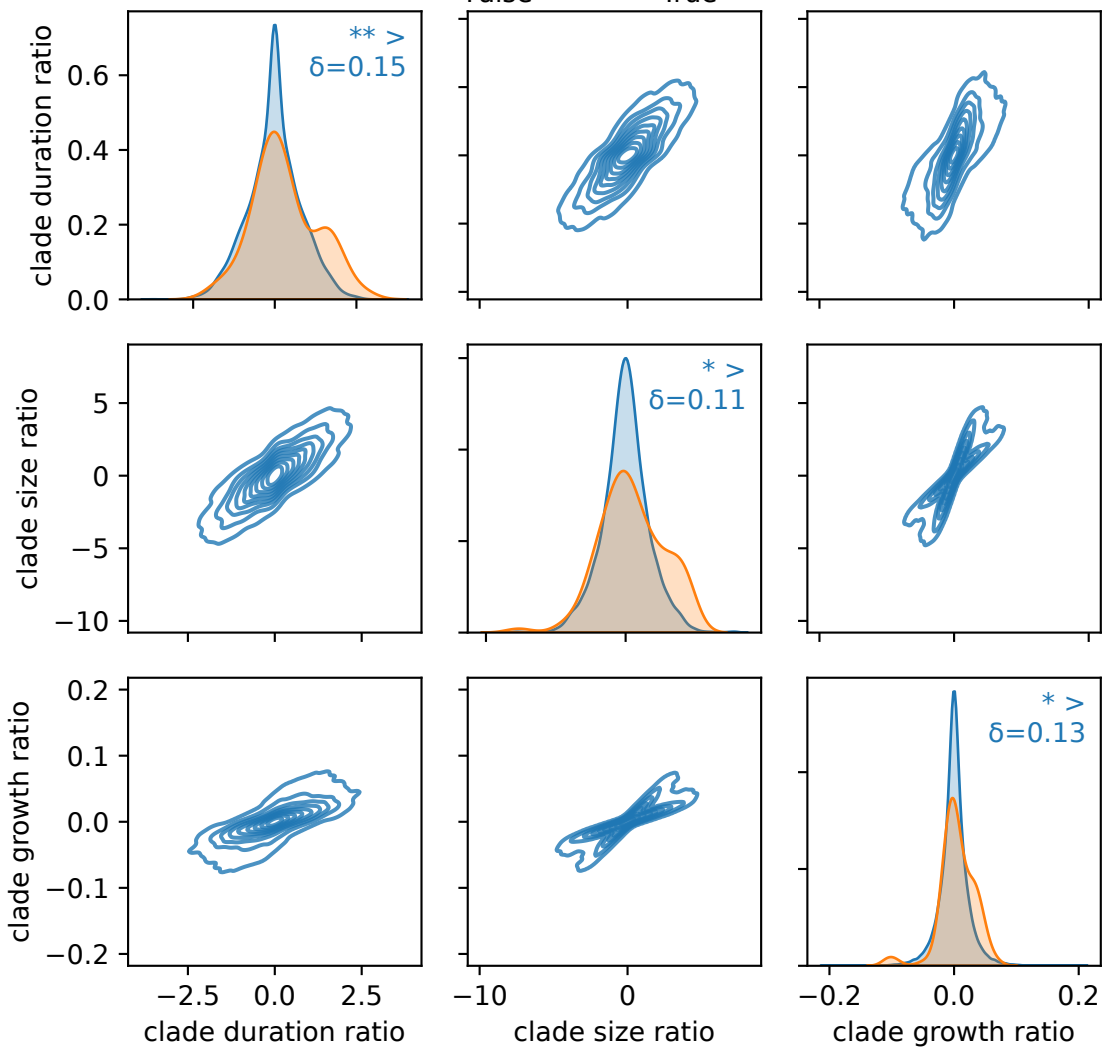 ** >
δ=0.15
clade duration ratio
0.6
0.4
0.2
0.0
* >
δ=0.11
clade size ratio
5
0
−5
−10
* >
δ=0.13
clade growth ratio
0.2
0.1
0.0
−0.1
−0.2
−2.5 0.0 2.5
−10 0
−0.2 0.0 0.2
clade duration ratio
clade size ratio
clade growth ratio